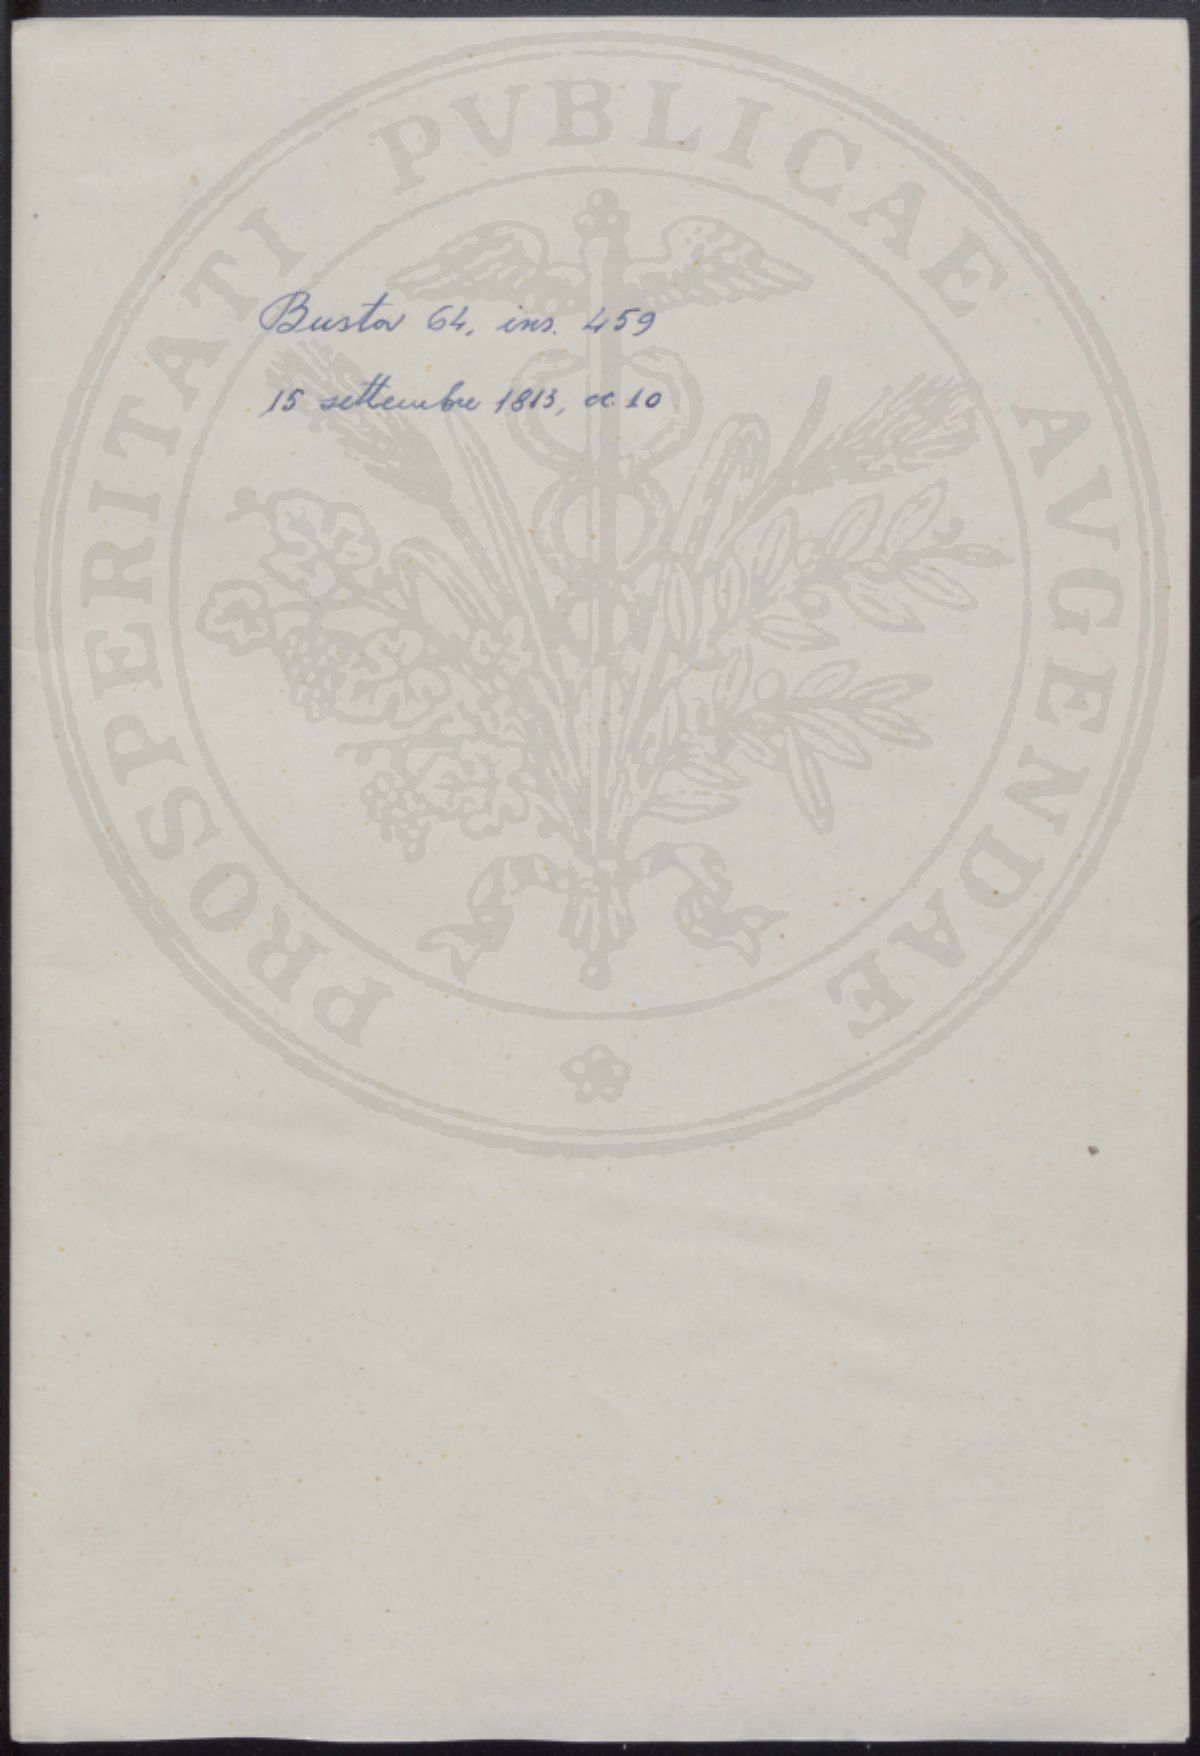 PROSPERITATI PVBLICAE AVGENDAE
Busta 64, ins. 459
15 settembre 1813, cc. 10